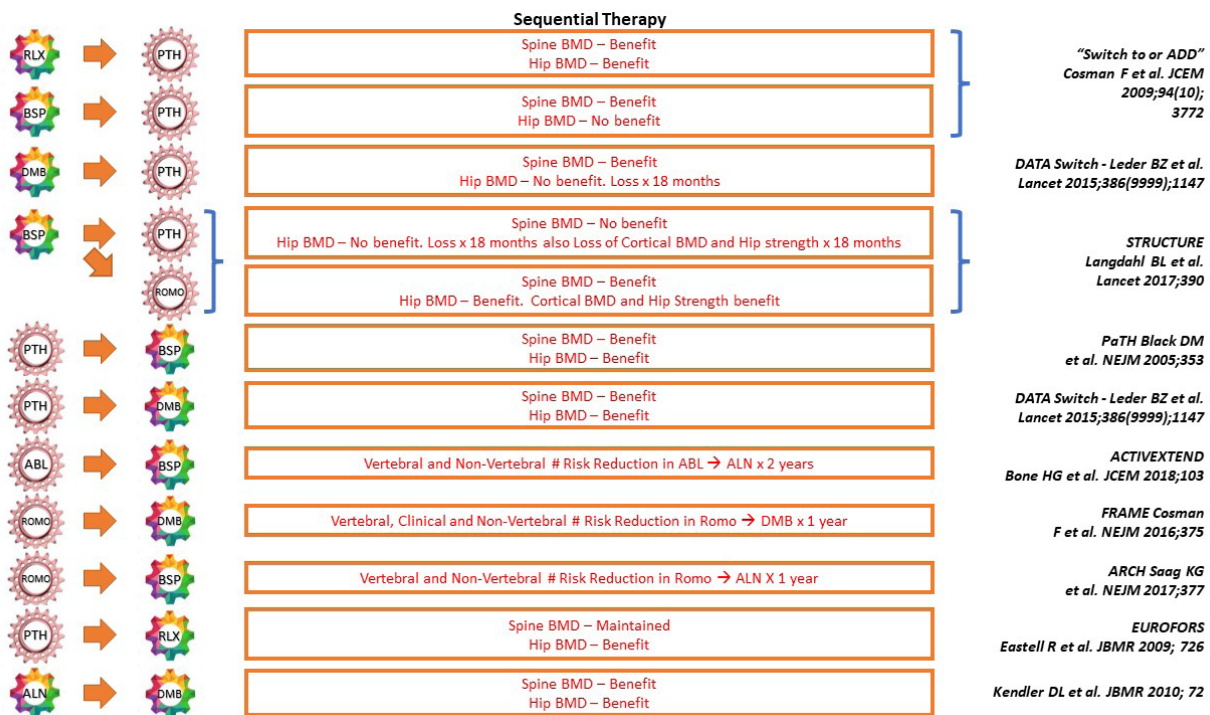 Sequential Therapy
RLX
PTH
Spine BMD – Benefit
Hip BMD – Benefit
“Switch to or ADD”
Cosman F et al. JCEM
2009;94(10);
3772
BSP
PTH
Spine BMD – Benefit
Hip BMD – No benefit
DMB
PTH
Spine BMD – Benefit
Hip BMD – No benefit. Loss x 18 months
DATA Switch - Leder BZ et al.
Lancet 2015;386(9999);1147
BSP
PTH
Spine BMD – No benefit
Hip BMD – No benefit. Loss x 18 months also Loss of Cortical BMD and Hip strength x 18 months
STRUCTURE
Langdahl BL et al.
Lancet 2017;390
ROMO
Spine BMD – Benefit
Hip BMD – Benefit. Cortical BMD and Hip Strength benefit
PTH
BSP
Spine BMD – Benefit
Hip BMD – Benefit
PaTH Black DM
et al. NEJM 2005;353
PTH
DMB
Spine BMD – Benefit
Hip BMD – Benefit
DATA Switch - Leder BZ et al.
Lancet 2015;386(9999);1147
ABL
BSP
Vertebral and Non-Vertebral # Risk Reduction in ABL → ALN x 2 years
ACTIVEXTEND
Bone HG et al. JCEM 2018;103
ROMO
DMB
Vertebral, Clinical and Non-Vertebral # Risk Reduction in Romo → DMB x 1 year
FRAME Cosman
F et al. NEJM 2016;375
ROMO
BSP
Vertebral and Non-Vertebral # Risk Reduction in Romo → ALN X 1 year
ARCH Saag KG
et al. NEJM 2017;377
PTH
RLX
Spine BMD – Maintained
Hip BMD – Benefit
EUROFORS
Eastell R et al. JBMR 2009; 726
ALN
DMB
Spine BMD – Benefit
Hip BMD – Benefit
Kendler DL et al. JBMR 2010; 72